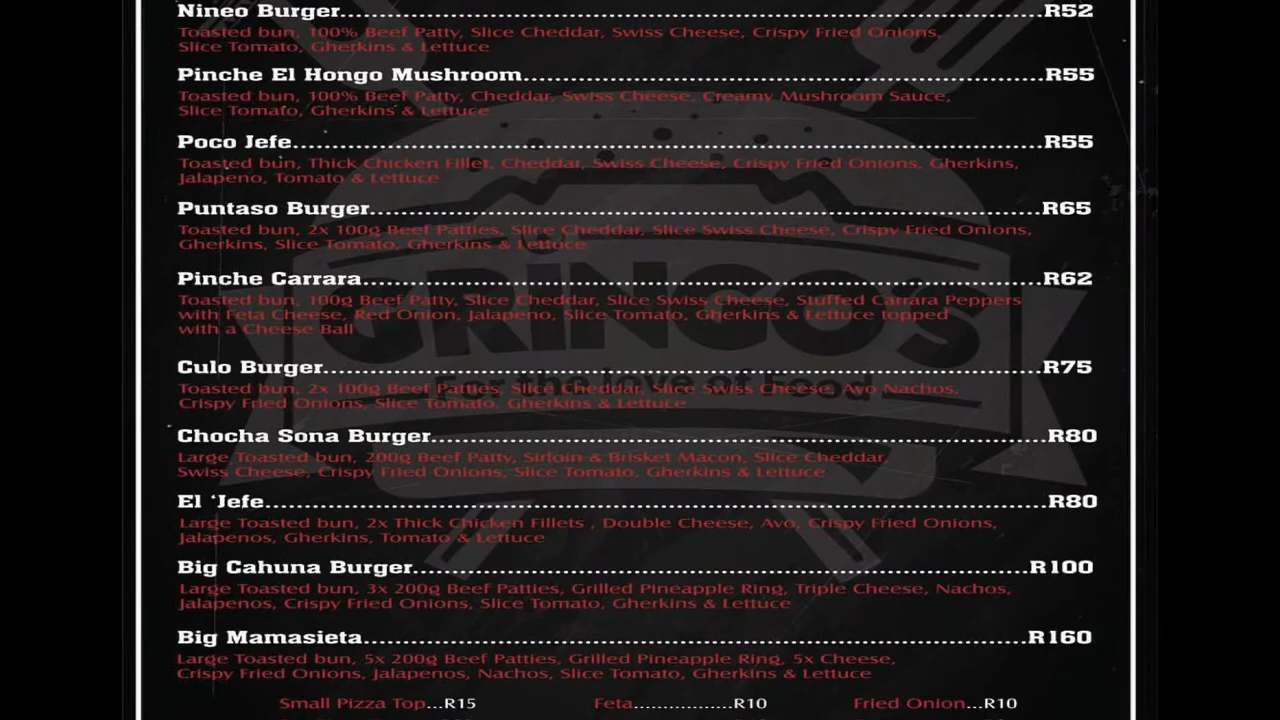 Nineo Burger..........R52
Toasted bun, 100% Beef Patty, Slice Cheddar, Swiss Cheese, Crispy Fried Onions,
Slice Tomato, Gherkins & Lettuce
Pinche El Hongo Mushroom..........R55
Toasted bun, 100% Beef Patty, Cheddar, Swiss Cheese, Creamy Mushroom Sauce,
Slice Tomato, Gherkins & Lettuce
Poco Jefe..........R55
Toasted bun, Thick Chicken FIllet, Cheddar, Swiss Cheese, Crispy Fried Onions, Gherkins,
Jalapeno, Tomato & Lettuce
Puntaso Burger..........R65
Toasted bun, 2x 100g Beef Patties, Slice Cheddar, Slice Swiss Cheese, Crispy Fried Onions,
Gherkins, Slice Tomato, Gherkins & Lettuce
Pinche Carrara..........R62
Toasted bun, 100g Beef Patty, Slice Cheddar, Slice Swiss Cheese, Stuffed Carrara Peppers
with Feta Cheese, Red Onion, Jalapeno, Slice Tomato, Gherkins & Lettuce topped
with a Cheese Ball
GRINGO'S
Culo Burger..........R75
Toasted bun, 2x 100g Beef Patties, Slice Cheddar, Slice Swiss Cheese, Avo Nachos,
For the love of Food
Crispy Fried Onions, Slice Tomato, Gherkins & Lettuce
Chocha Sona Burger..........R80
Large Toasted bun, 200g Beef Patty, Sirloin & Brisket Macon, Slice Cheddar,
Swiss Cheese, Crispy Fried Onions, Slice Tomato, Gherkins & Lettuce
El ‘Jefe..........R80
Large Toasted bun, 2x Thick Chicken Fillets , Double Cheese, Avo, Crispy Fried Onions,
Jalapenos, Gherkins, Tomato & Lettuce
Big Cahuna Burger..........R100
Large Toasted bun, 3x 200g Beef Patties, Grilled Pineapple Ring, Triple Cheese, Nachos,
Jalapenos, Crispy Fried Onions, Slice Tomato, Gherkins & Lettuce
Big Mamasieta..........R160
Large Toasted bun, 5x 200g Beef Patties, Grilled Pineapple Ring, 5x Cheese,
Crispy Fried Onions, Jalapenos, Nachos, Slice Tomato, Gherkins & Lettuce
Small Pizza Top...R15 Feta..........R10 Fried Onion...R10